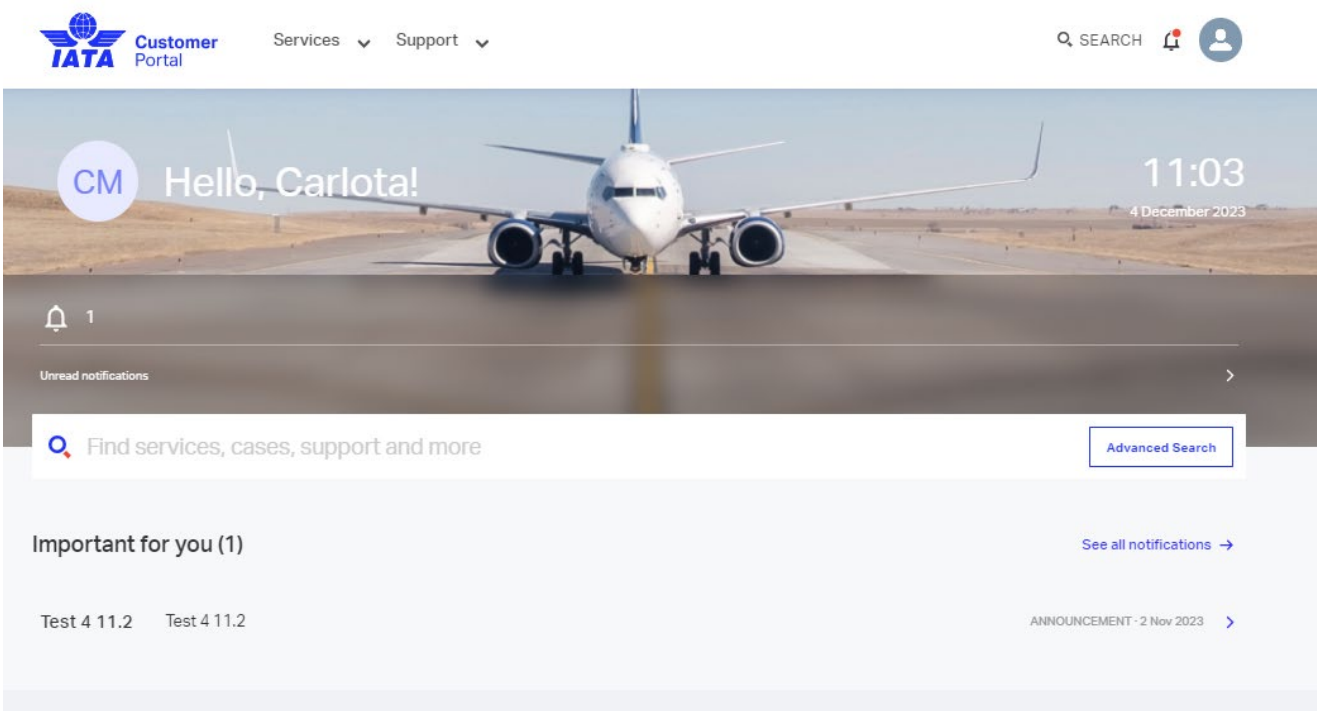 IATA
Customer
Portal
Services
Support
SEARCH
CM
Hello, Carlota!
11:03
4 December 2023
1
Unread notifications
Find services, cases, support and more
Advanced Search
Important for you (1)
See all notifications →
Test 4 11.2 Test 4 11.2
ANNOUNCEMENT · 2 Nov 2023